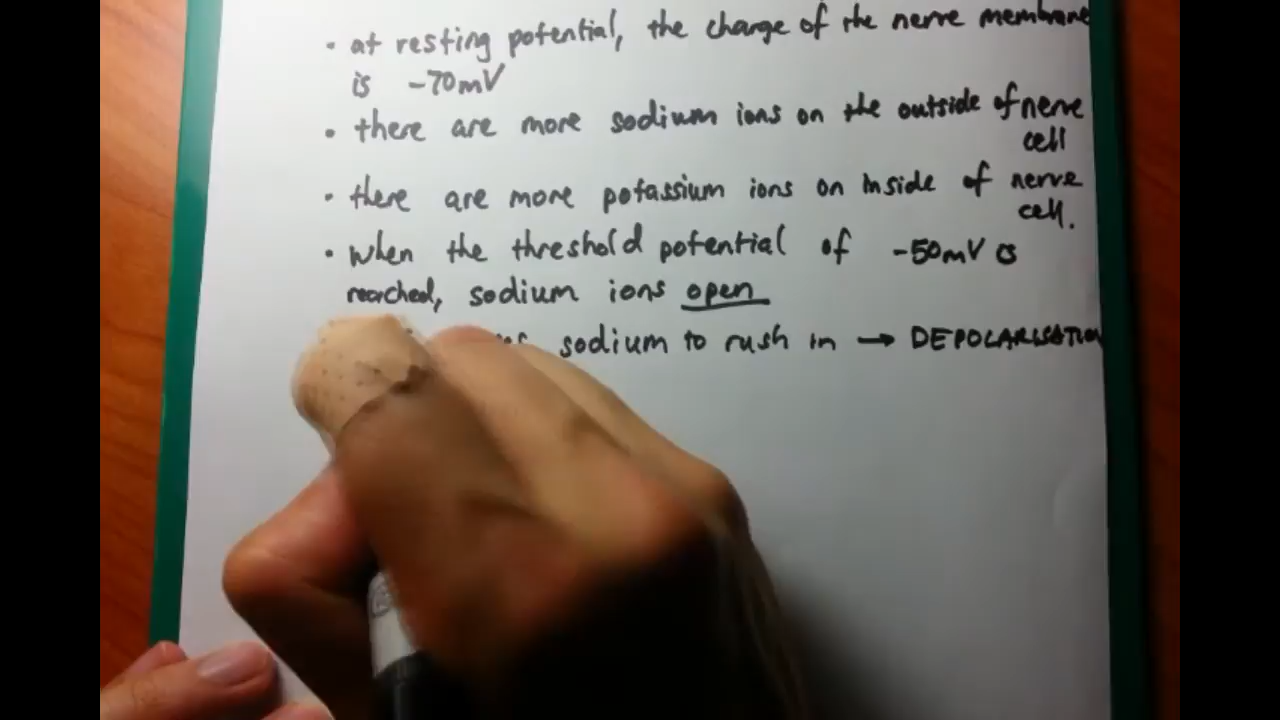 • at resting potential, the charge of the nerve membrane
is -70mV
• there are more sodium ions on the outside of nerve
cell
• there are more potassium ions on inside of nerve
cell.
• when the threshold potential of -50mV is
reached, sodium ions open
sodium to rush in → DEPOLARISATION